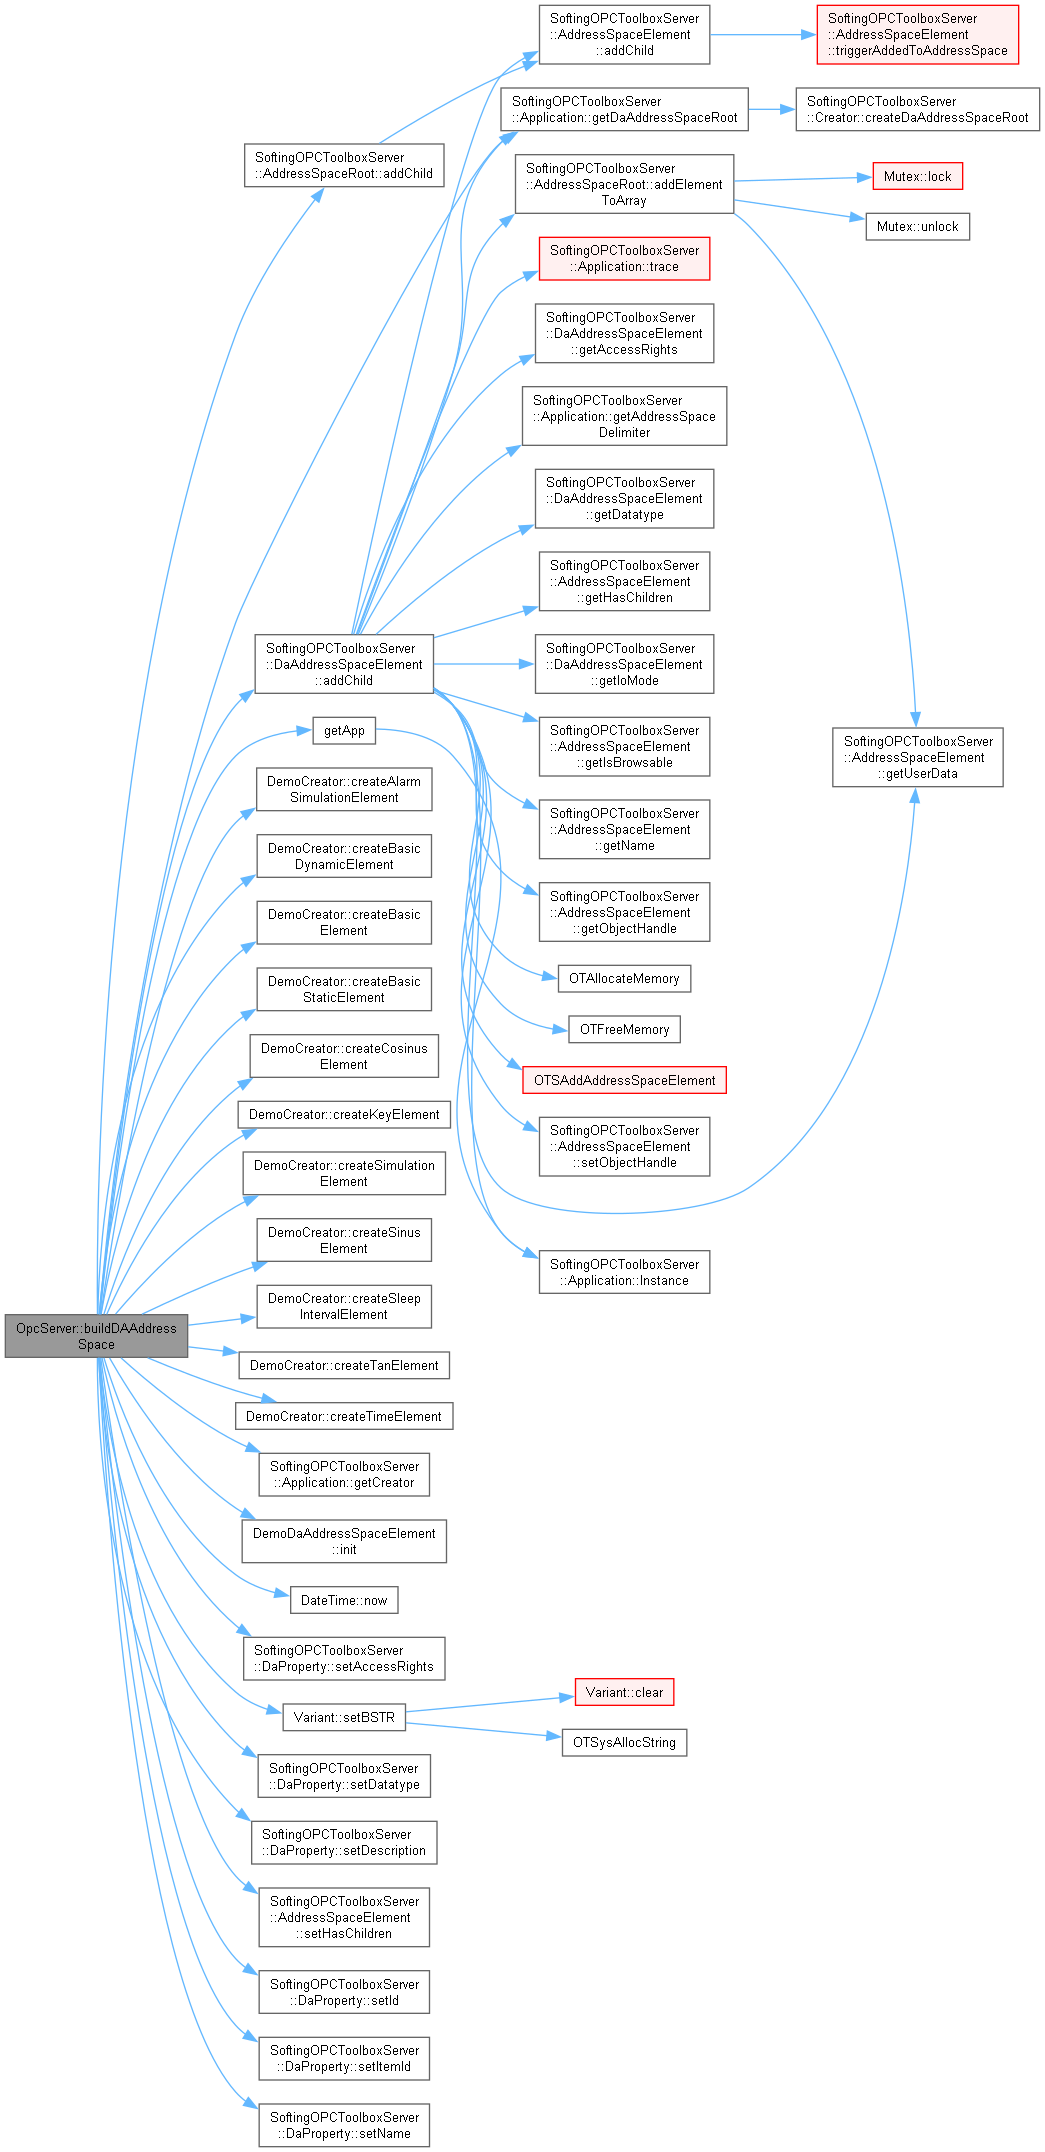 SoftingOPCToolboxServer
::AddressSpaceElement
::addChild
SoftingOPCToolboxServer
::AddressSpaceElement
::triggerAddedToAddressSpace
SoftingOPCToolboxServer
::Application::getDaAddressSpaceRoot
SoftingOPCToolboxServer
::Creator::createDaAddressSpaceRoot
SoftingOPCToolboxServer
::AddressSpaceRoot::addChild
SoftingOPCToolboxServer
::AddressSpaceRoot::addElement
ToArray
Mutex::lock
Mutex::unlock
SoftingOPCToolboxServer
::Application::trace
SoftingOPCToolboxServer
::DaAddressSpaceElement
::getAccessRights
SoftingOPCToolboxServer
::Application::getAddressSpace
Delimiter
SoftingOPCToolboxServer
::DaAddressSpaceElement
::getDatatype
SoftingOPCToolboxServer
::AddressSpaceElement
::getHasChildren
SoftingOPCToolboxServer
::DaAddressSpaceElement
::addChild
SoftingOPCToolboxServer
::DaAddressSpaceElement
::getIoMode
getApp
SoftingOPCToolboxServer
::AddressSpaceElement
::getIsBrowsable
SoftingOPCToolboxServer
::AddressSpaceElement
::getUserData
DemoCreator::createAlarm
SimulationElement
SoftingOPCToolboxServer
::AddressSpaceElement
::getName
DemoCreator::createBasic
DynamicElement
DemoCreator::createBasic
Element
SoftingOPCToolboxServer
::AddressSpaceElement
::getObjectHandle
DemoCreator::createBasic
StaticElement
OTAllocateMemory
OTFreeMemory
DemoCreator::createCosinus
Element
OTSAddAddressSpaceElement
DemoCreator::createKeyElement
SoftingOPCToolboxServer
::AddressSpaceElement
::setObjectHandle
DemoCreator::createSimulation
Element
DemoCreator::createSinus
Element
SoftingOPCToolboxServer
::Application::Instance
DemoCreator::createSleep
IntervalElement
OpcServer::buildDAAddress
Space
DemoCreator::createTanElement
DemoCreator::createTimeElement
SoftingOPCToolboxServer
::Application::getCreator
DemoDaAddressSpaceElement
::init
DateTime::now
SoftingOPCToolboxServer
::DaProperty::setAccessRights
Variant::setBSTR
Variant::clear
OTSysAllocString
SoftingOPCToolboxServer
::DaProperty::setDatatype
SoftingOPCToolboxServer
::DaProperty::setDescription
SoftingOPCToolboxServer
::AddressSpaceElement
::setHasChildren
SoftingOPCToolboxServer
::DaProperty::setId
SoftingOPCToolboxServer
::DaProperty::setItemId
SoftingOPCToolboxServer
::DaProperty::setName